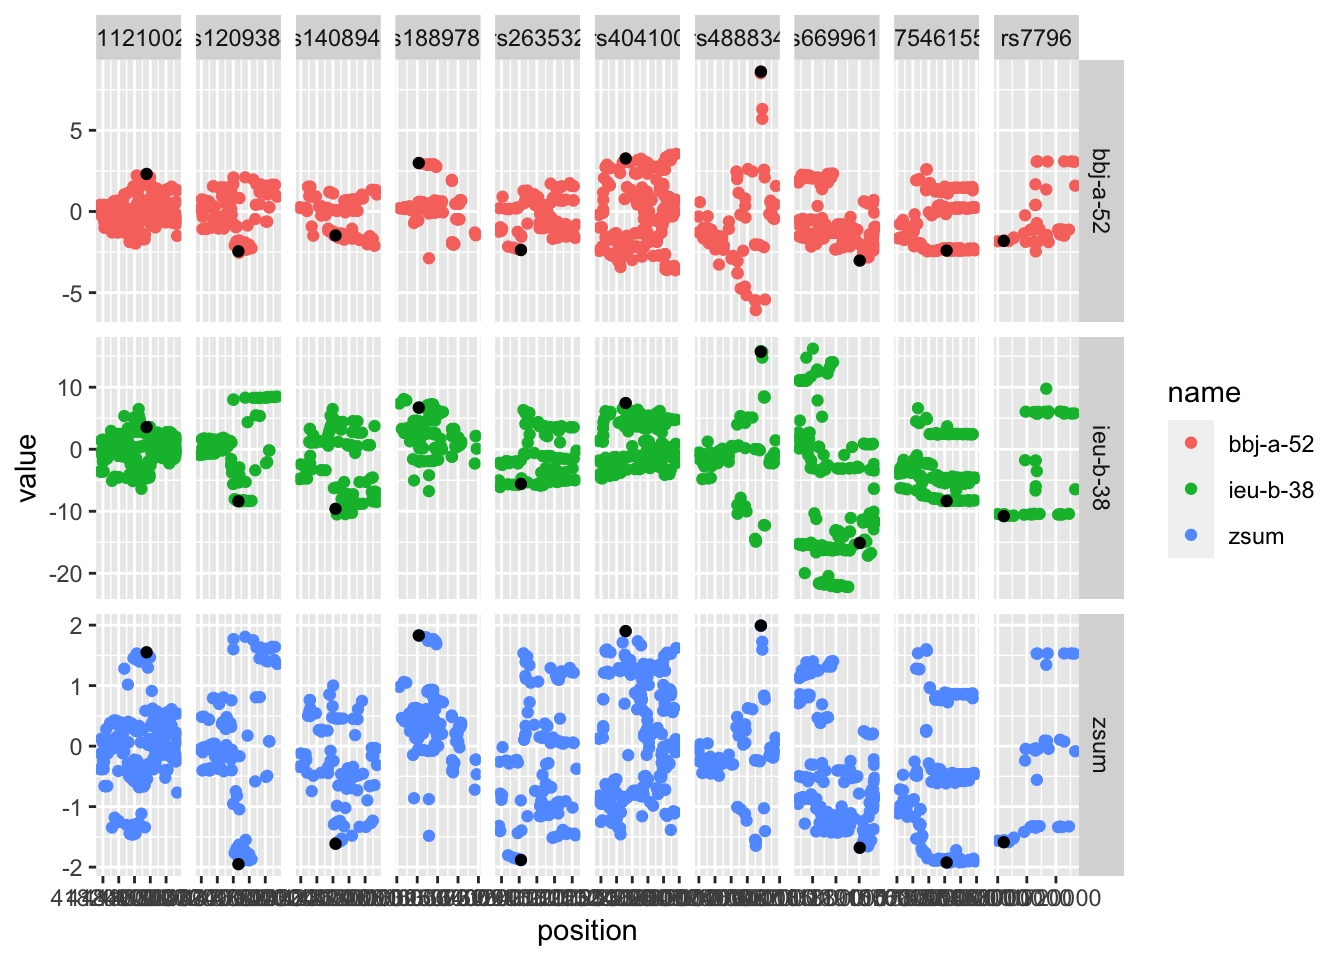 1121002 s120938 s140894 s188978 rs263532 rs404100 rs488834 s669961 7546155 rs7796
5
0
-5
bbj-a-52
10
0
-10
-20
ieu-b-38
2
1
0
-1
-2
zsum
value
position
name
bbj-a-52
ieu-b-38
zsum